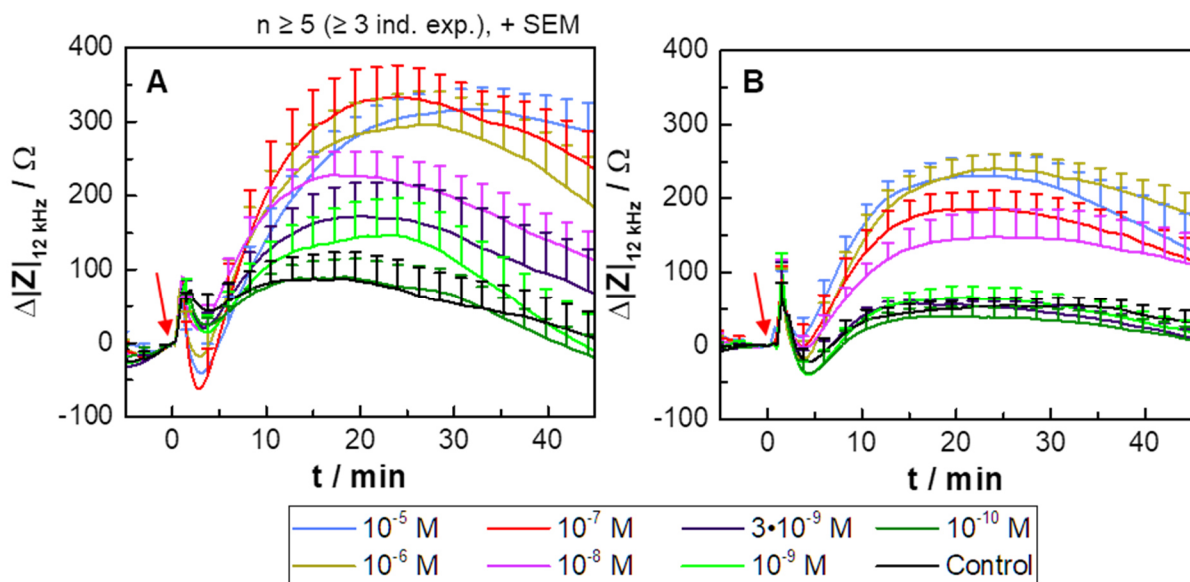 n ≥ 5 (≥ 3 ind. exp.), + SEM
A
400
300
200
100
0
-100
Δ|Z|12 kHz / Ω
0 10 20 30 40
t / min
B
400
300
200
100
0
-100
Δ|Z|12 kHz / Ω
0 10 20 30 40
t / min
10⁻⁵ M 10⁻⁷ M 3•10⁻⁹ M 10⁻¹⁰ M
10⁻⁶ M 10⁻⁸ M 10⁻⁹ M Control